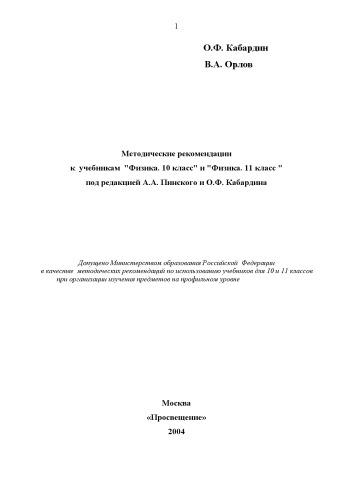 1
О.Ф. Кабардин
В.А. Орлов
Методические рекомендации
к учебникам "Физика. 10 класс" и "Физика. 11 класс "
под редакцией А.А. Пинского и О.Ф. Кабардина
Допущено Министерством образования Российской Федерации
в качестве методических рекомендаций по использованию учебников для 10 и 11 классов
при организации изучения предметов на профильном уровне
Москва
«Просвещение»
2004